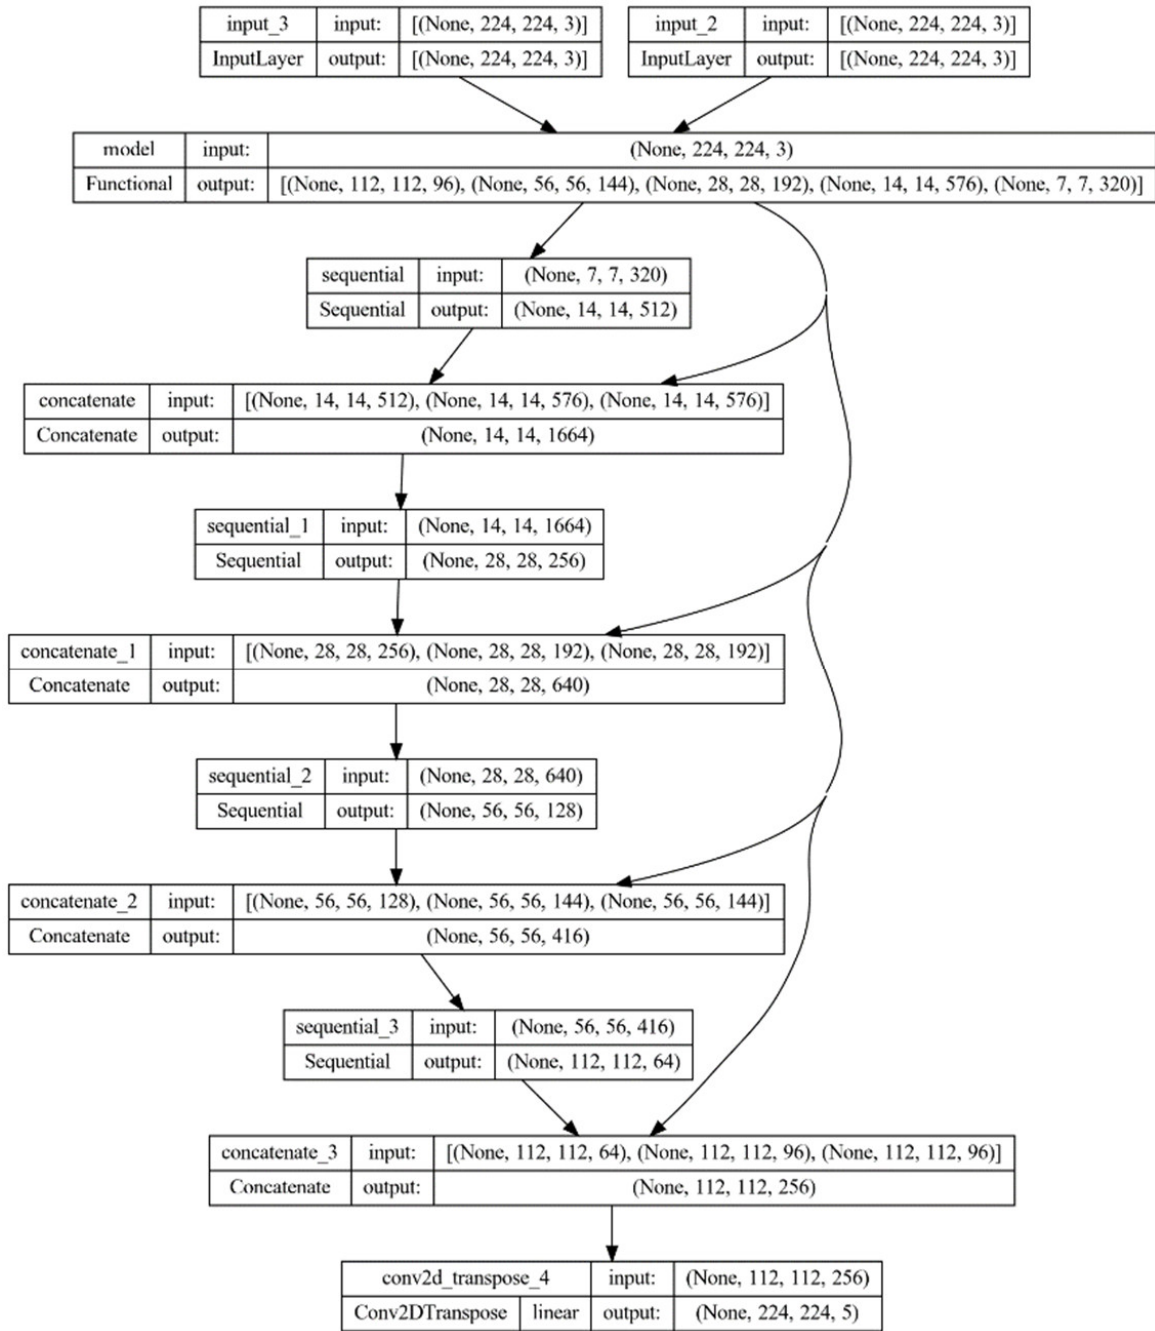 input_3 input: [(None, 224, 224, 3)]
InputLayer output: [(None, 224, 224, 3)]
input_2 input: [(None, 224, 224, 3)]
InputLayer output: [(None, 224, 224, 3)]
model input: (None, 224, 224, 3)
Functional output: [(None, 112, 112, 96), (None, 56, 56, 144), (None, 28, 28, 192), (None, 14, 14, 576), (None, 7, 7, 320)]
sequential input: (None, 7, 7, 320)
Sequential output: (None, 14, 14, 512)
concatenate input: [(None, 14, 14, 512), (None, 14, 14, 576), (None, 14, 14, 576)]
Concatenate output: (None, 14, 14, 1664)
sequential_1 input: (None, 14, 14, 1664)
Sequential output: (None, 28, 28, 256)
concatenate_1 input: [(None, 28, 28, 256), (None, 28, 28, 192), (None, 28, 28, 192)]
Concatenate output: (None, 28, 28, 640)
sequential_2 input: (None, 28, 28, 640)
Sequential output: (None, 56, 56, 128)
concatenate_2 input: [(None, 56, 56, 128), (None, 56, 56, 144), (None, 56, 56, 144)]
Concatenate output: (None, 56, 56, 416)
sequential_3 input: (None, 56, 56, 416)
Sequential output: (None, 112, 112, 64)
concatenate_3 input: [(None, 112, 112, 64), (None, 112, 112, 96), (None, 112, 112, 96)]
Concatenate output: (None, 112, 112, 256)
conv2d_transpose_4 input: (None, 112, 112, 256)
Conv2DTranspose linear output: (None, 224, 224, 5)